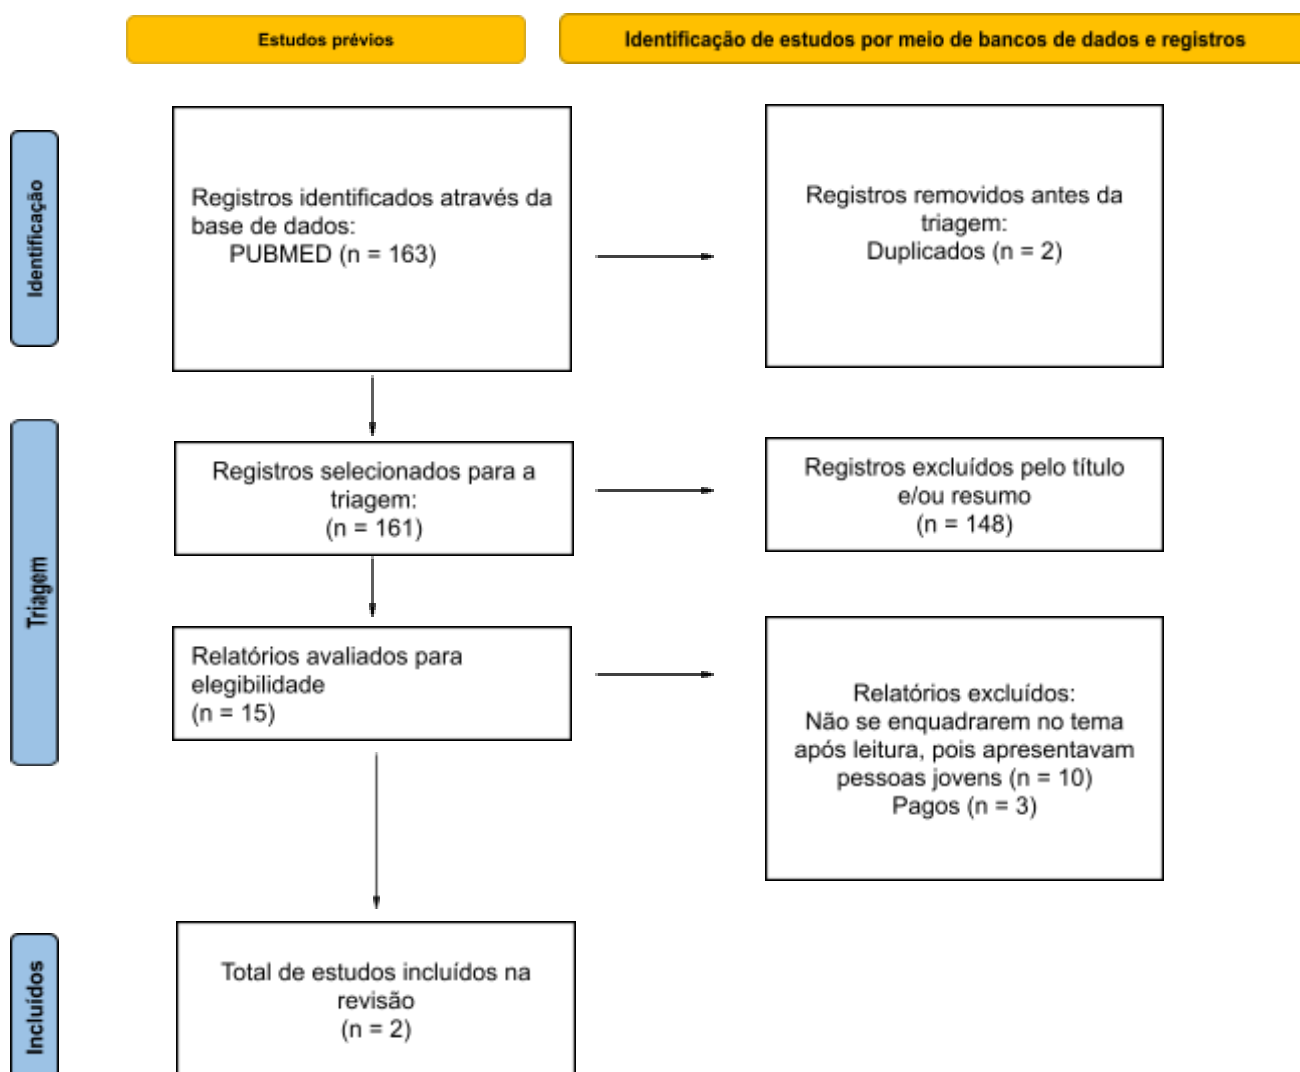 Estudos prévios
Identificação de estudos por meio de bancos de dados e registros
Identificação
Registros identificados através da
base de dados:
PUBMED (n = 163)
Registros removidos antes da
triagem:
Duplicados (n = 2)
Triagem
Registros selecionados para a
triagem:
(n = 161)
Registros excluídos pelo título
e/ou resumo
(n = 148)
Relatórios avaliados para
elegibilidade
(n = 15)
Relatórios excluídos:
Não se enquadrarem no tema
após leitura, pois apresentavam
pessoas jovens (n = 10)
Pagos (n = 3)
Incluídos
Total de estudos incluídos na
revisão
(n = 2)